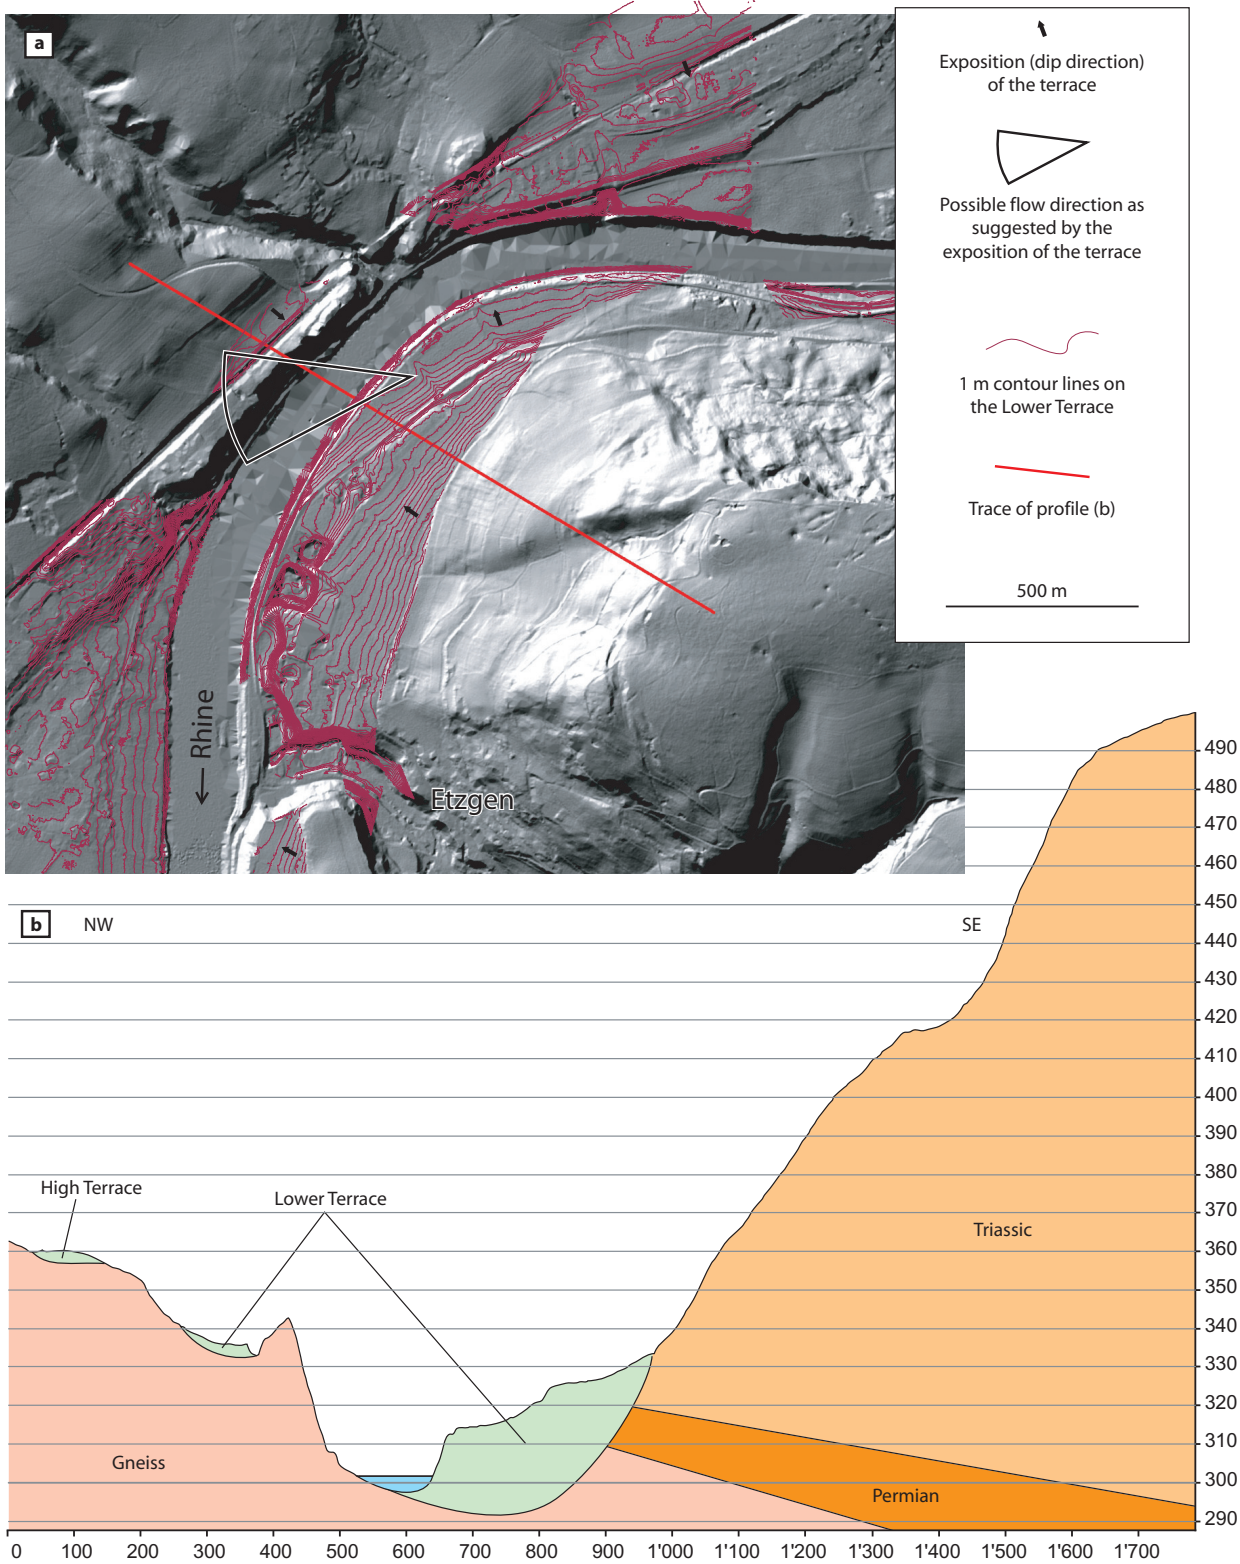 a
Exposition (dip direction)
of the terrace
Possible flow direction as
suggested by the
exposition of the terrace
1 m contour lines on
the Lower Terrace
Trace of profile (b)
500 m
← Rhine
Etzgen
b
NW
SE
490
480
470
460
450
440
430
420
410
400
390
380
370
360
350
340
330
320
310
300
290
High Terrace
Lower Terrace
Triassic
Gneiss
Permian
0 100 200 300 400 500 600 700 800 900 1'000 1'100 1'200 1'300 1'400 1'500 1'600 1'700